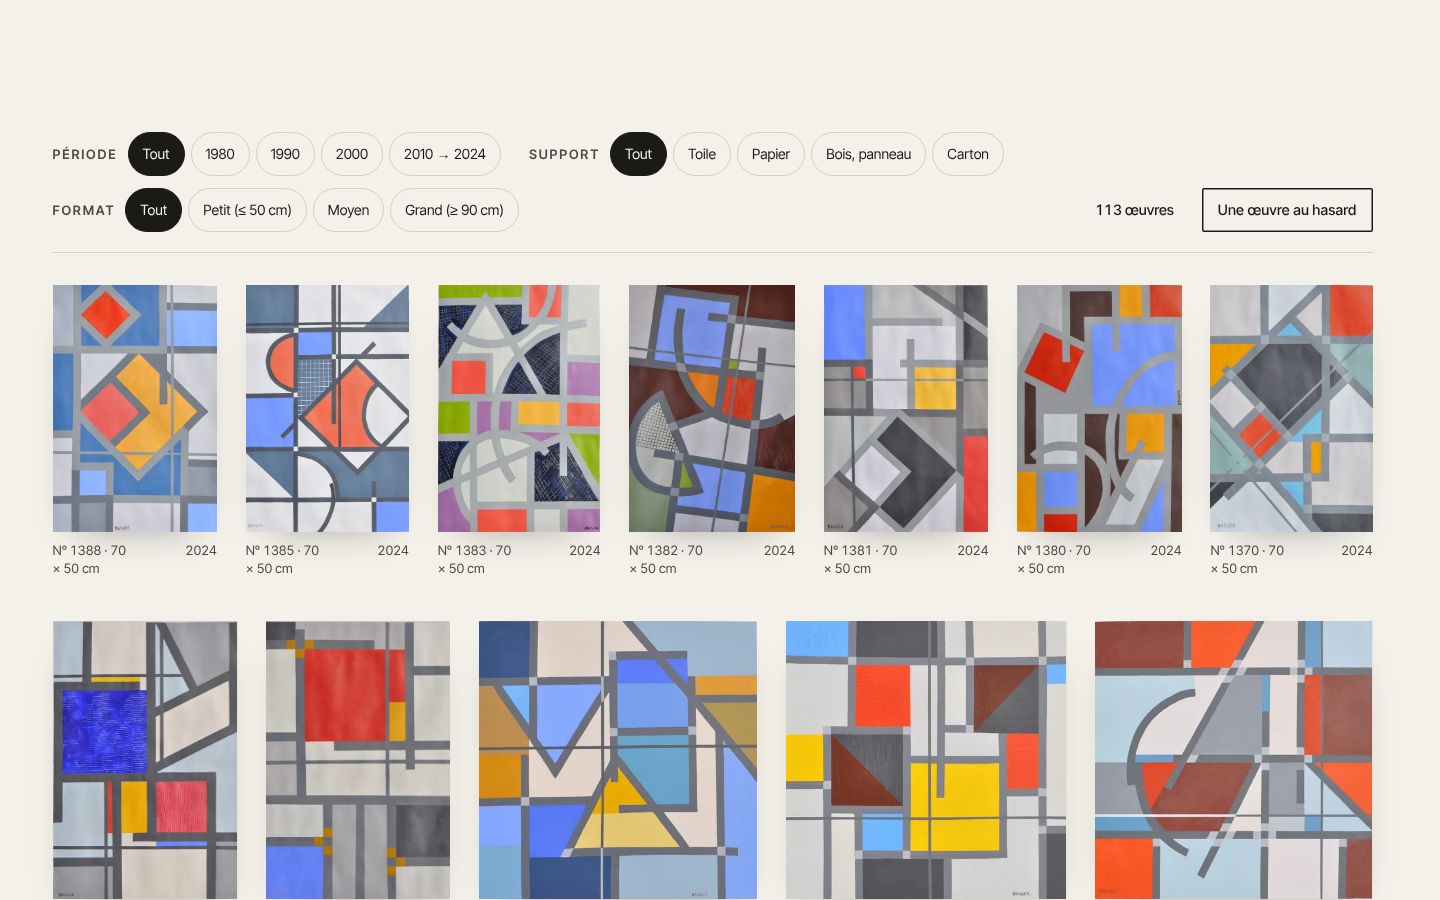 PÉRIODE Tout 1980 1990 2000 2010 → 2024 SUPPORT Tout Toile Papier Bois, panneau Carton
FORMAT Tout Petit (≤ 50 cm) Moyen Grand (≥ 90 cm) 113 œuvres Une œuvre au hasard
N° 1388 · 70 × 50 cm 2024
N° 1385 · 70 × 50 cm 2024
N° 1383 · 70 × 50 cm 2024
N° 1382 · 70 × 50 cm 2024
N° 1381 · 70 × 50 cm 2024
N° 1380 · 70 × 50 cm 2024
N° 1370 · 70 × 50 cm 2024